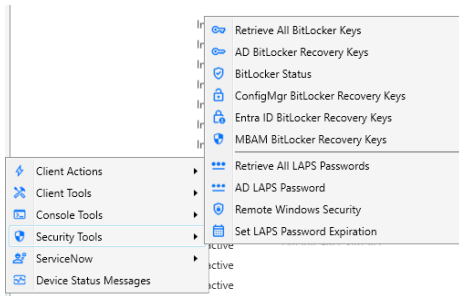 Retrieve All BitLocker Keys
AD BitLocker Recovery Keys
BitLocker Status
ConfigMgr BitLocker Recovery Keys
Entra ID BitLocker Recovery Keys
MBAM BitLocker Recovery Keys
Retrieve All LAPS Passwords
AD LAPS Password
Remote Windows Security
Set LAPS Password Expiration
Client Actions
Client Tools
Console Tools
Security Tools
ServiceNow
Device Status Messages